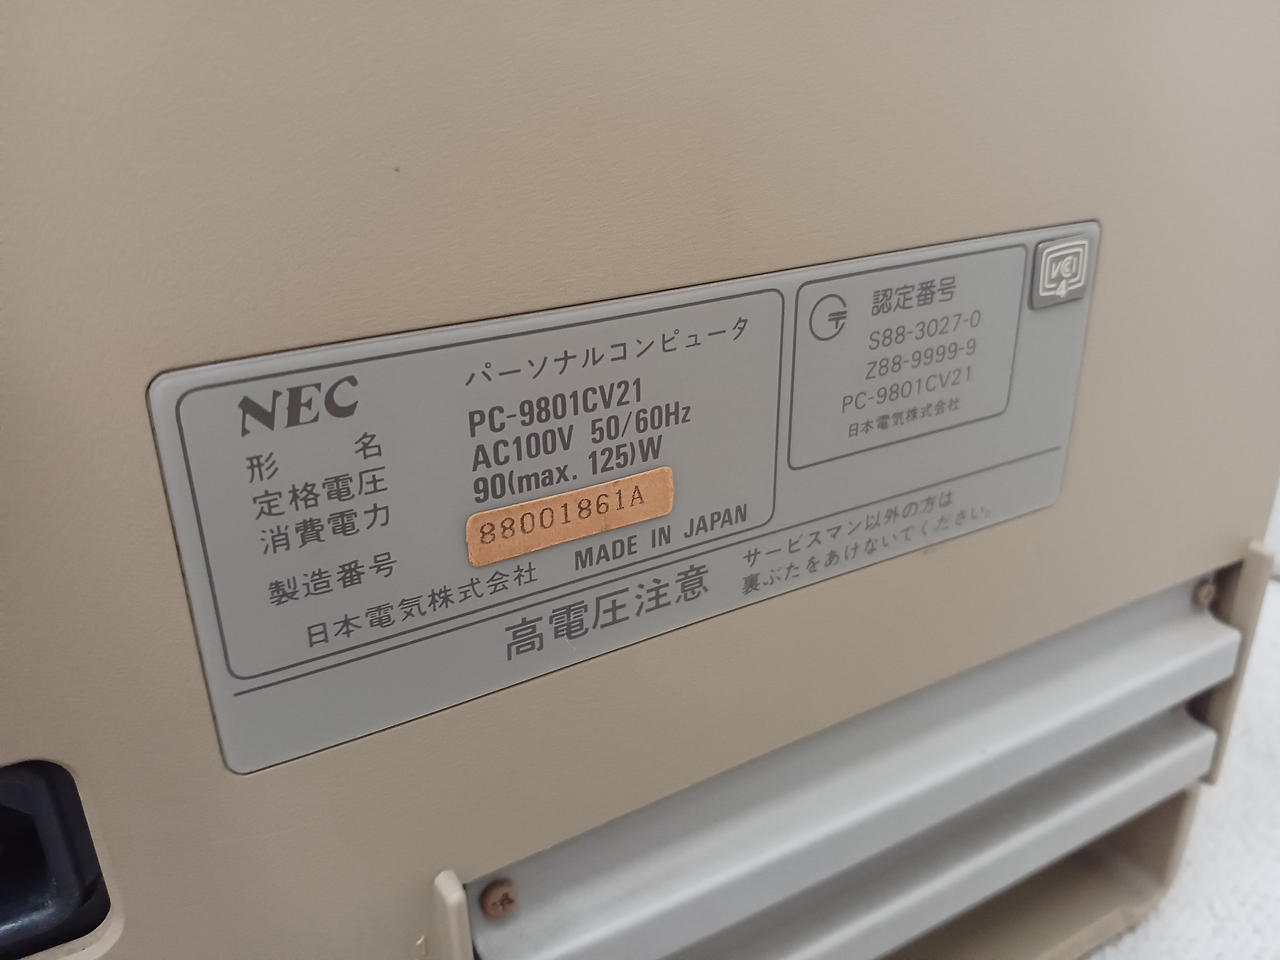 NEC
パーソナルコンピュータ
形 名 PC-9801CV21
定格電圧 AC100V 50/60Hz
消費電力 90(max. 125)W
製造番号 88001861A
日本電気株式会社 MADE IN JAPAN
〒 認定番号
S88-3027-0
Z88-9999-9
PC-9801CV21
日本電気株式会社
VCI
4
高電圧注意
サービスマン以外の方は
裏ぶたをあけないでください。